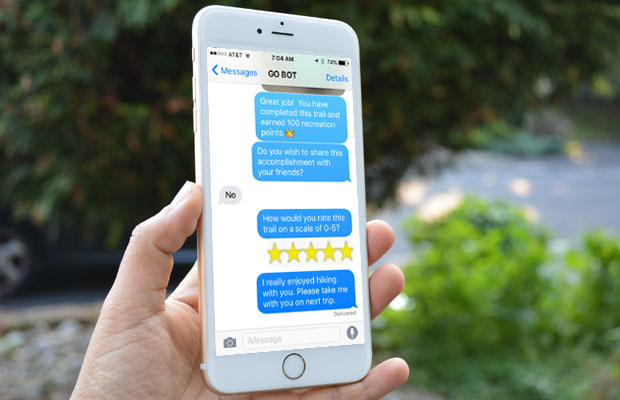 AT&T 7:04 AM 74%
Messages GO BOT Details
Great job! You have
completed this trail and
earned 100 recreation
points.
Do you wish to share this
accomplishment with
your friends?
No
How would you rate this
trail on a scale of 0-5?
I really enjoyed hiking
with you. Please take me
with you on next trip.
Delivered
iMessage